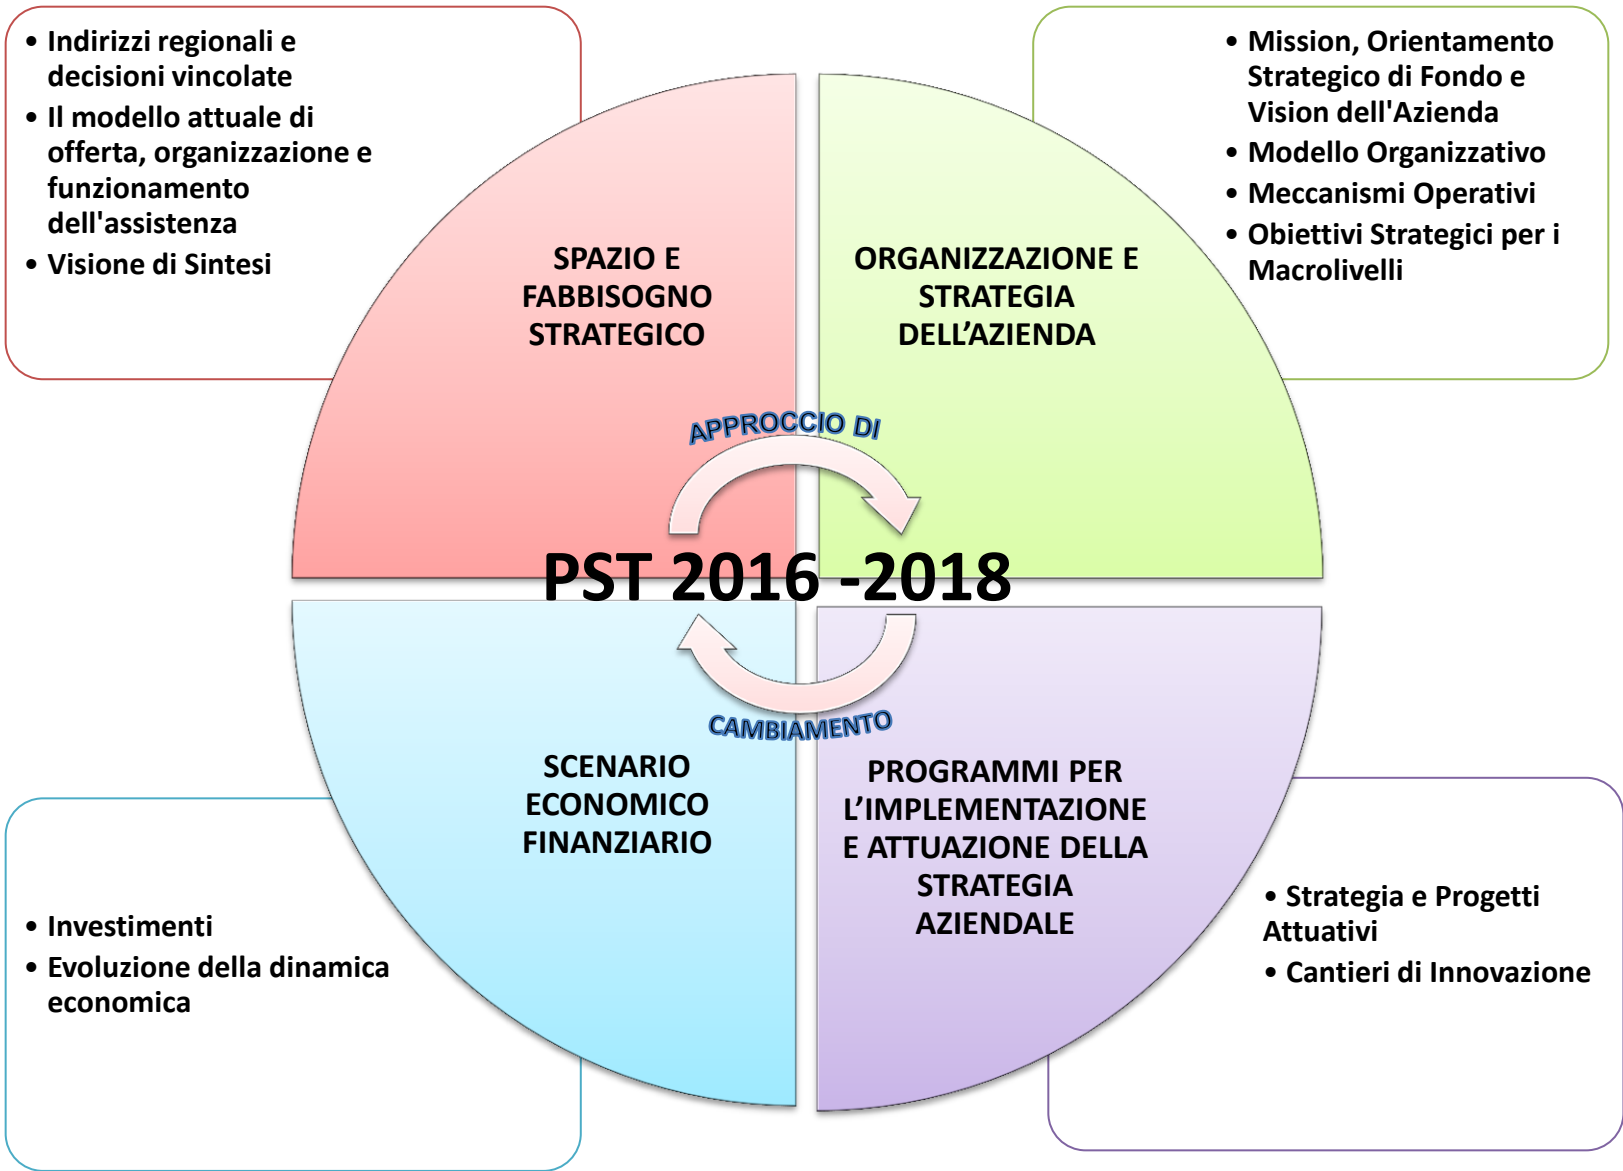 • Indirizzi regionali e
decisioni vincolate
• Il modello attuale di
offerta, organizzazione e
funzionamento
dell'assistenza
• Visione di Sintesi
• Mission, Orientamento
Strategico di Fondo e
Vision dell'Azienda
• Modello Organizzativo
• Meccanismi Operativi
• Obiettivi Strategici per i
Macrolivelli
SPAZIO E
FABBISOGNO
STRATEGICO
ORGANIZZAZIONE E
STRATEGIA
DELL’AZIENDA
APPROCCIO DI
PST 2016 -2018
CAMBIAMENTO
SCENARIO
ECONOMICO
FINANZIARIO
PROGRAMMI PER
L’IMPLEMENTAZIONE
E ATTUAZIONE DELLA
STRATEGIA
AZIENDALE
• Investimenti
• Evoluzione della dinamica
economica
• Strategia e Progetti
Attuativi
• Cantieri di Innovazione